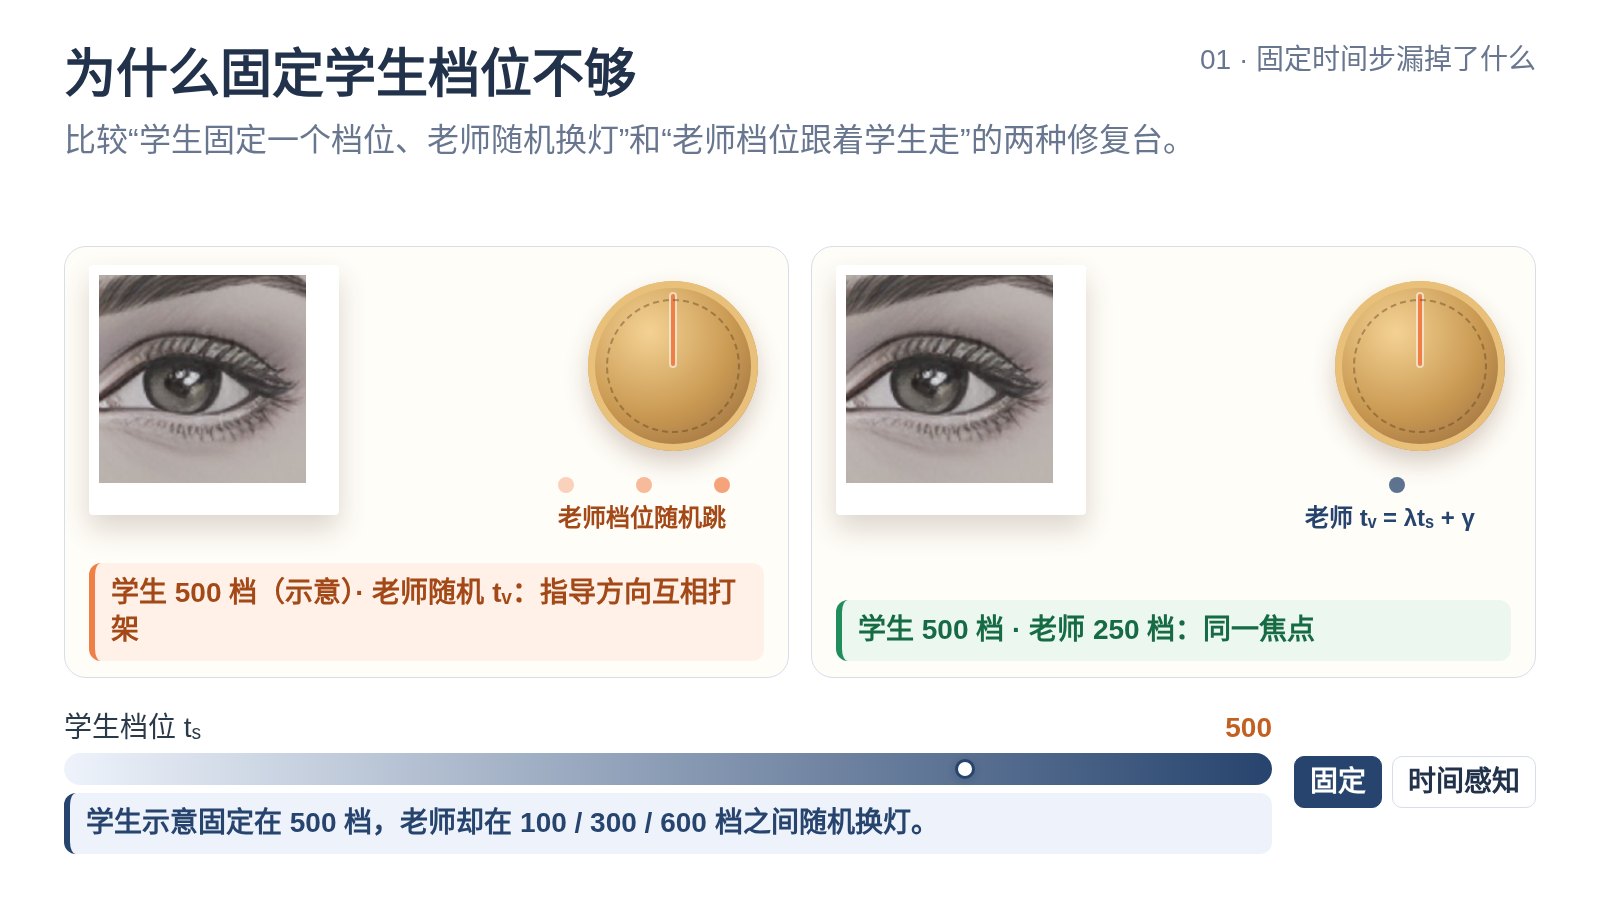 为什么固定学生档位不够
01 · 固定时间步漏掉了什么
比较“学生固定一个档位、老师随机换灯”和“老师档位跟着学生走”的两种修复台。
老师档位随机跳
学生 500 档（示意）· 老师随机 tᵥ：指导方向互相打
架
老师 tᵥ = λtₛ + γ
学生 500 档 · 老师 250 档：同一焦点
学生档位 tₛ
500
固定
时间感知
学生示意固定在 500 档，老师却在 100 / 300 / 600 档之间随机换灯。